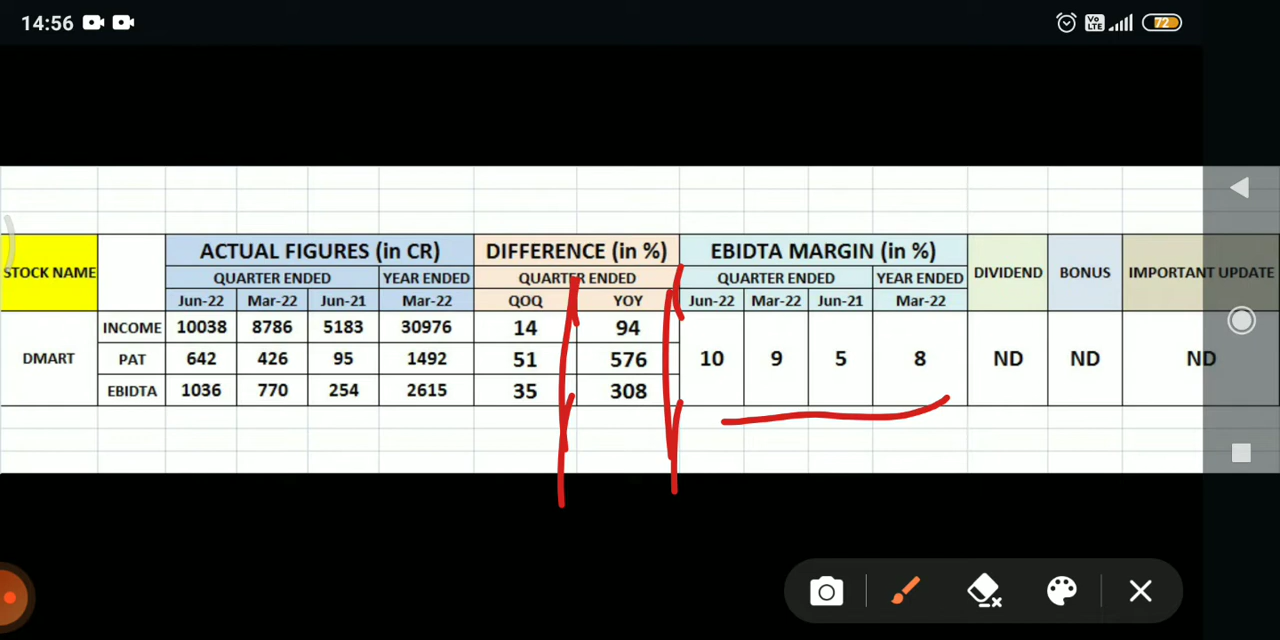 14:56 Vo LTE 72
ACTUAL FIGURES (in CR) DIFFERENCE (in %) EBIDTA MARGIN (in %)
STOCK NAME QUARTER ENDED YEAR ENDED QUARTER ENDED QUARTER ENDED YEAR ENDED DIVIDEND BONUS IMPORTANT UPDATE
Jun-22 Mar-22 Jun-21 Mar-22 QOQ YOY Jun-22 Mar-22 Jun-21 Mar-22
INCOME 10038 8786 5183 30976 14 94
DMART PAT 642 426 95 1492 51 576 10 9 5 8 ND ND ND
EBIDTA 1036 770 254 2615 35 308